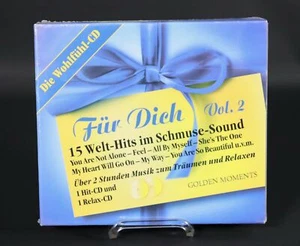 Die Wohlfühl-CD
Für Dich Vol. 2
15 Welt-Hits im Schmuse-Sound
You Are Not Alone – Feel – All By Myself – She's The One
My Heart Will Go On – My Way – You Are So Beautiful u.v.m.
Über 2 Stunden Musik zum Träumen und Relaxen
1 Hit-CD und
1 Relax-CD
GOLDEN MOMENTS